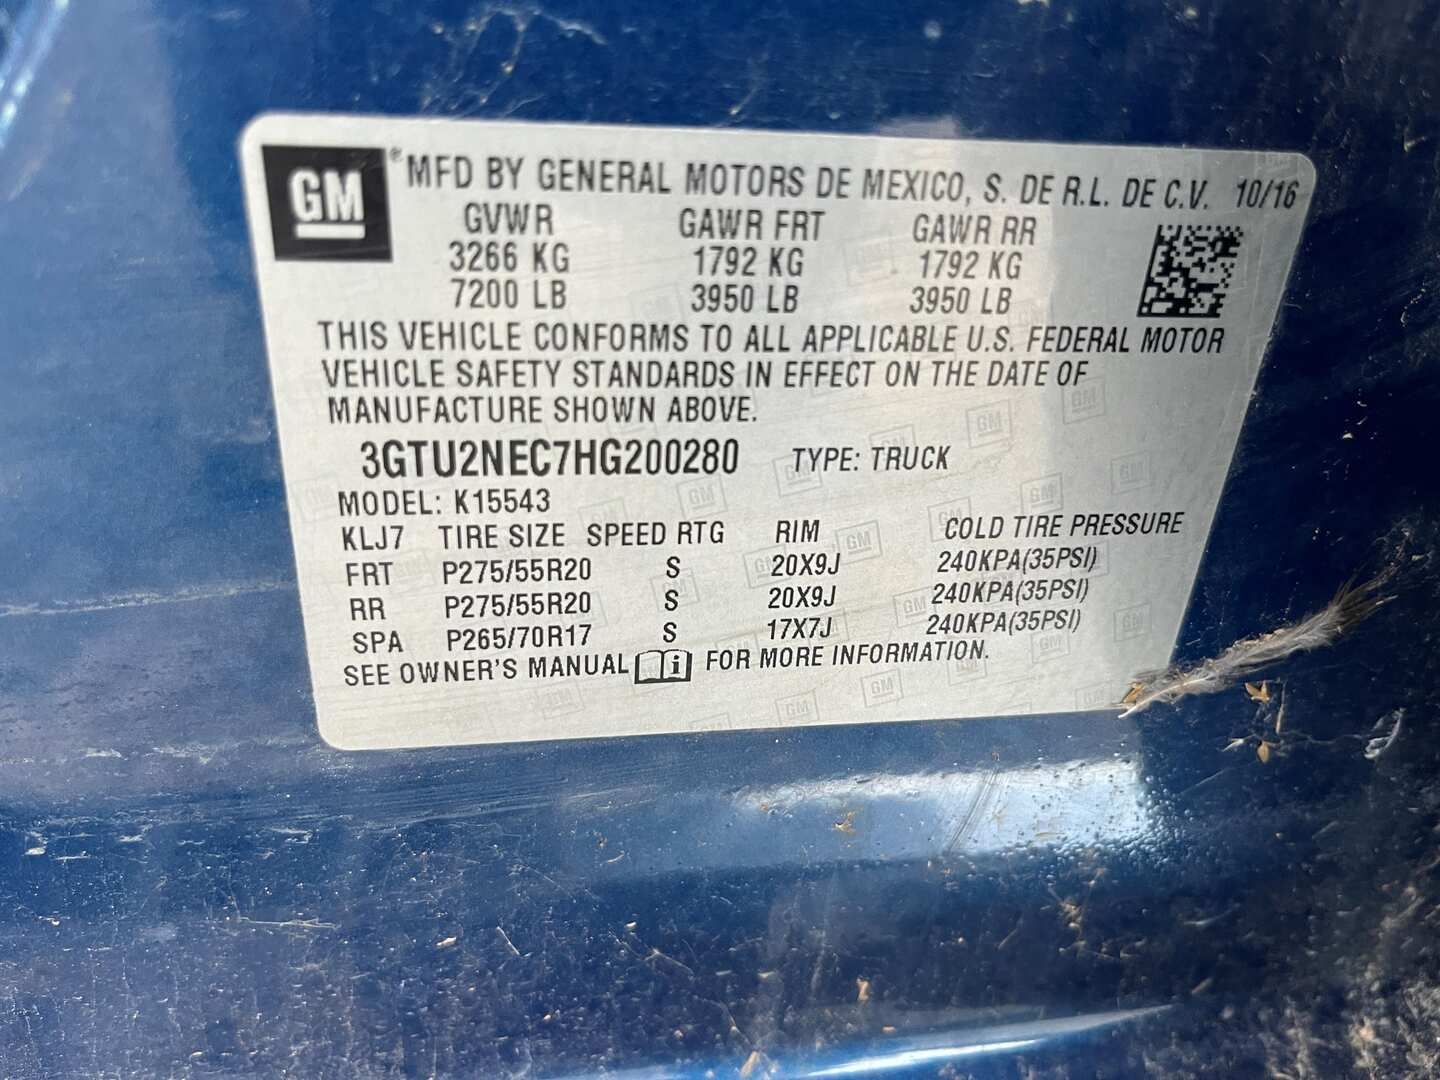 GM ® MFD BY GENERAL MOTORS DE MEXICO, S. DE R.L. DE C.V. 10/16
GVWR GAWR FRT GAWR RR
3266 KG 1792 KG 1792 KG
7200 LB 3950 LB 3950 LB
THIS VEHICLE CONFORMS TO ALL APPLICABLE U.S. FEDERAL MOTOR
VEHICLE SAFETY STANDARDS IN EFFECT ON THE DATE OF
MANUFACTURE SHOWN ABOVE.
3GTU2NEC7HG200280 TYPE: TRUCK
MODEL: K15543
KLJ7 TIRE SIZE SPEED RTG RIM COLD TIRE PRESSURE
FRT P275/55R20 S 20X9J 240KPA(35PSI)
RR P275/55R20 S 20X9J 240KPA(35PSI)
SPA P265/70R17 S 17X7J 240KPA(35PSI)
SEE OWNER'S MANUAL i FOR MORE INFORMATION.